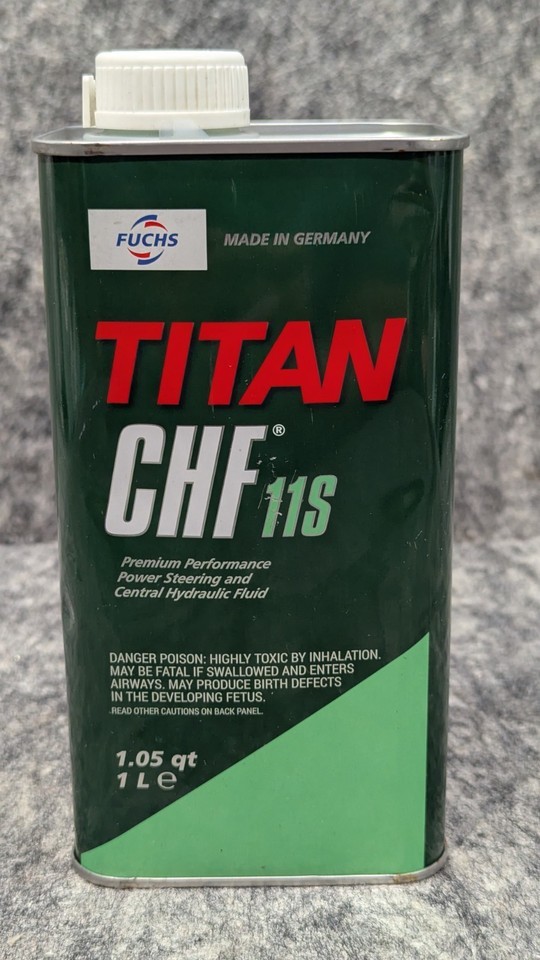 FUCHS
MADE IN GERMANY
TITAN
CHF® 11S
Premium Performance
Power Steering and
Central Hydraulic Fluid
DANGER POISON: HIGHLY TOXIC BY INHALATION.
MAY BE FATAL IF SWALLOWED AND ENTERS
AIRWAYS. MAY PRODUCE BIRTH DEFECTS
IN THE DEVELOPING FETUS.
READ OTHER CAUTIONS ON BACK PANEL.
1.05 qt
1 L ℮